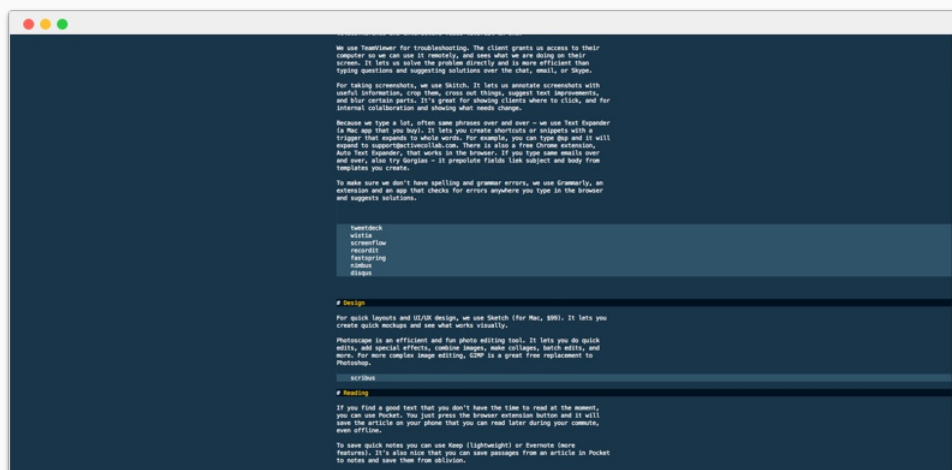 We use TeamViewer for troubleshooting. The client grants us access to their
computer so we can use it remotely, and sees what we are doing on their
screen. It lets us solve the problem directly and is more efficient than
typing questions and suggesting solutions over the chat, email, or Skype.
For taking screenshots, we use Skitch. It lets us annotate screenshots with
useful information, crop them, cross out things, suggest text improvements,
and blur certain parts. It's great for showing clients where to click, and for
internal colalboration and showing what needs change.
Because we type a lot, often same phrases over and over – we use Text Expander
(a Mac app that you buy). It lets you create shortcuts or snippets with a
trigger that expands to whole words. For example, you can type @sp and it will
expand to support@activecollab.com. There is also a free Chrome extension,
Auto Text Expander, that works in the browser. If you type same emails over
and over, also try Gorgias – it prepolute fields liek subject and body from
templates you create.
To make sure we don't have spelling and grammar errors, we use Grammarly, an
extension and an app that checks for errors anywhere you type in the browser
and suggests solutions.
tweetdeck
wistia
screenflow
recordit
fastspring
nimbus
disqus
# Design
For quick layouts and UI/UX design, we use Sketch (for Mac, $99). It lets you
create quick mockups and see what works visually.
Photoscape is an efficient and fun photo editing tool. It lets you do quick
edits, add special effects, combine images, make collages, batch edits, and
more. For more complex image editing, GIMP is a great free replacement to
Photoshop.
scribus
# Reading
If you find a good text that you don't have the time to read at the moment,
you can use Pocket. You just press the browser extension button and it will
save the article on your phone that you can read later during your commute,
even offline.
To save quick notes you can use Keep (lightweight) or Evernote (more
features). It's also nice that you can save passages from an article in Pocket
to notes and save them from oblivion.